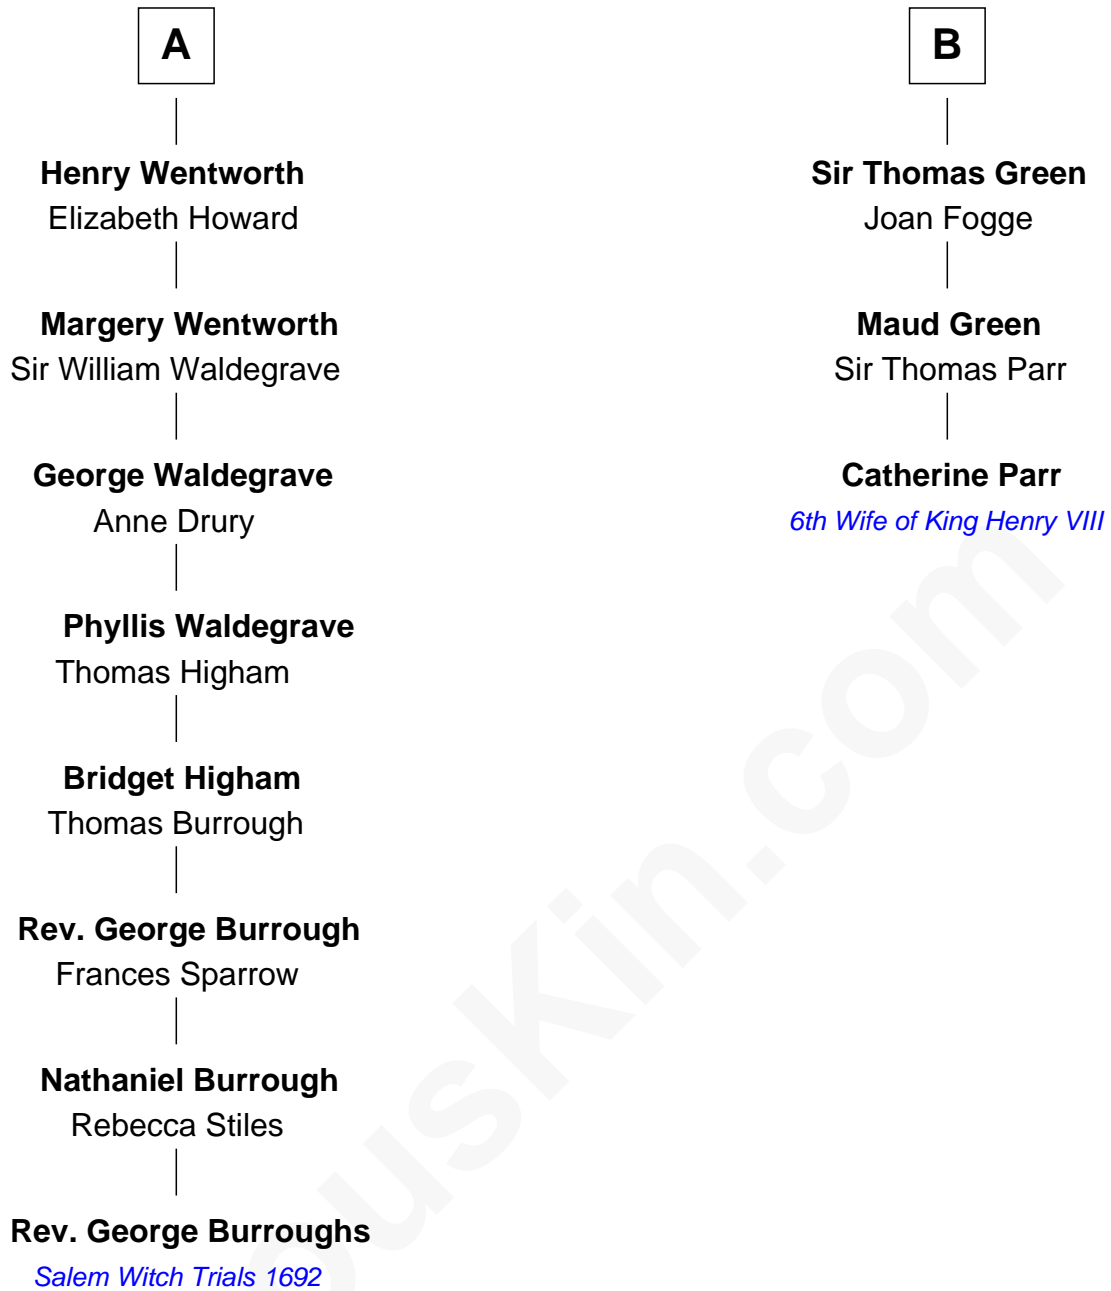 A
Henry Wentworth
Elizabeth Howard
Margery Wentworth
Sir William Waldegrave
George Waldegrave
Anne Drury
Phyllis Waldegrave
Thomas Higham
Bridget Higham
Thomas Burrough
Rev. George Burrough
Frances Sparrow
Nathaniel Burrough
Rebecca Stiles
Rev. George Burroughs
Salem Witch Trials 1692
B
Sir Thomas Green
Joan Fogge
Maud Green
Sir Thomas Parr
Catherine Parr
6th Wife of King Henry VIII
ousKin.com